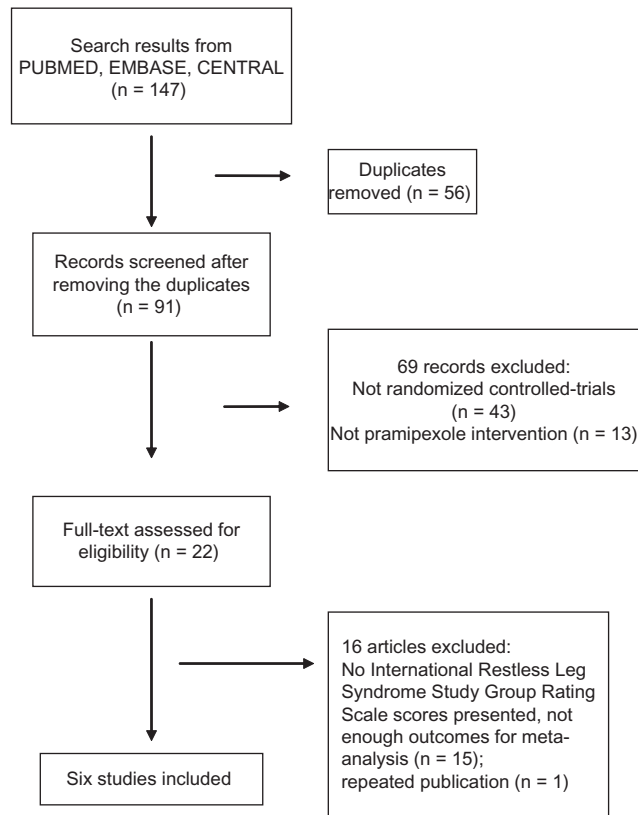 Search results from
PUBMED, EMBASE, CENTRAL
(n = 147)
Duplicates
removed (n = 56)
Records screened after
removing the duplicates
(n = 91)
69 records excluded:
Not randomized controlled-trials
(n = 43)
Not pramipexole intervention (n = 13)
Full-text assessed for
eligibility (n = 22)
16 articles excluded:
No International Restless Leg
Syndrome Study Group Rating
Scale scores presented, not
enough outcomes for meta-
analysis (n = 15);
repeated publication (n = 1)
Six studies included